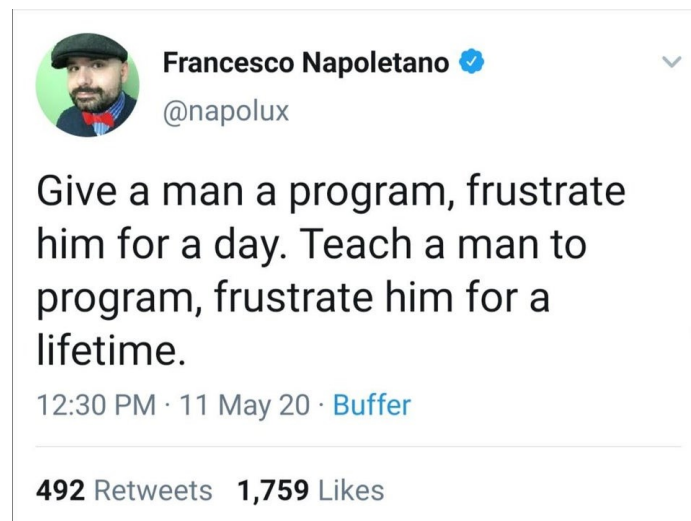 Francesco Napoletano
@napolux
Give a man a program, frustrate
him for a day. Teach a man to
program, frustrate him for a
lifetime.
12:30 PM · 11 May 20 · Buffer
492 Retweets 1,759 Likes